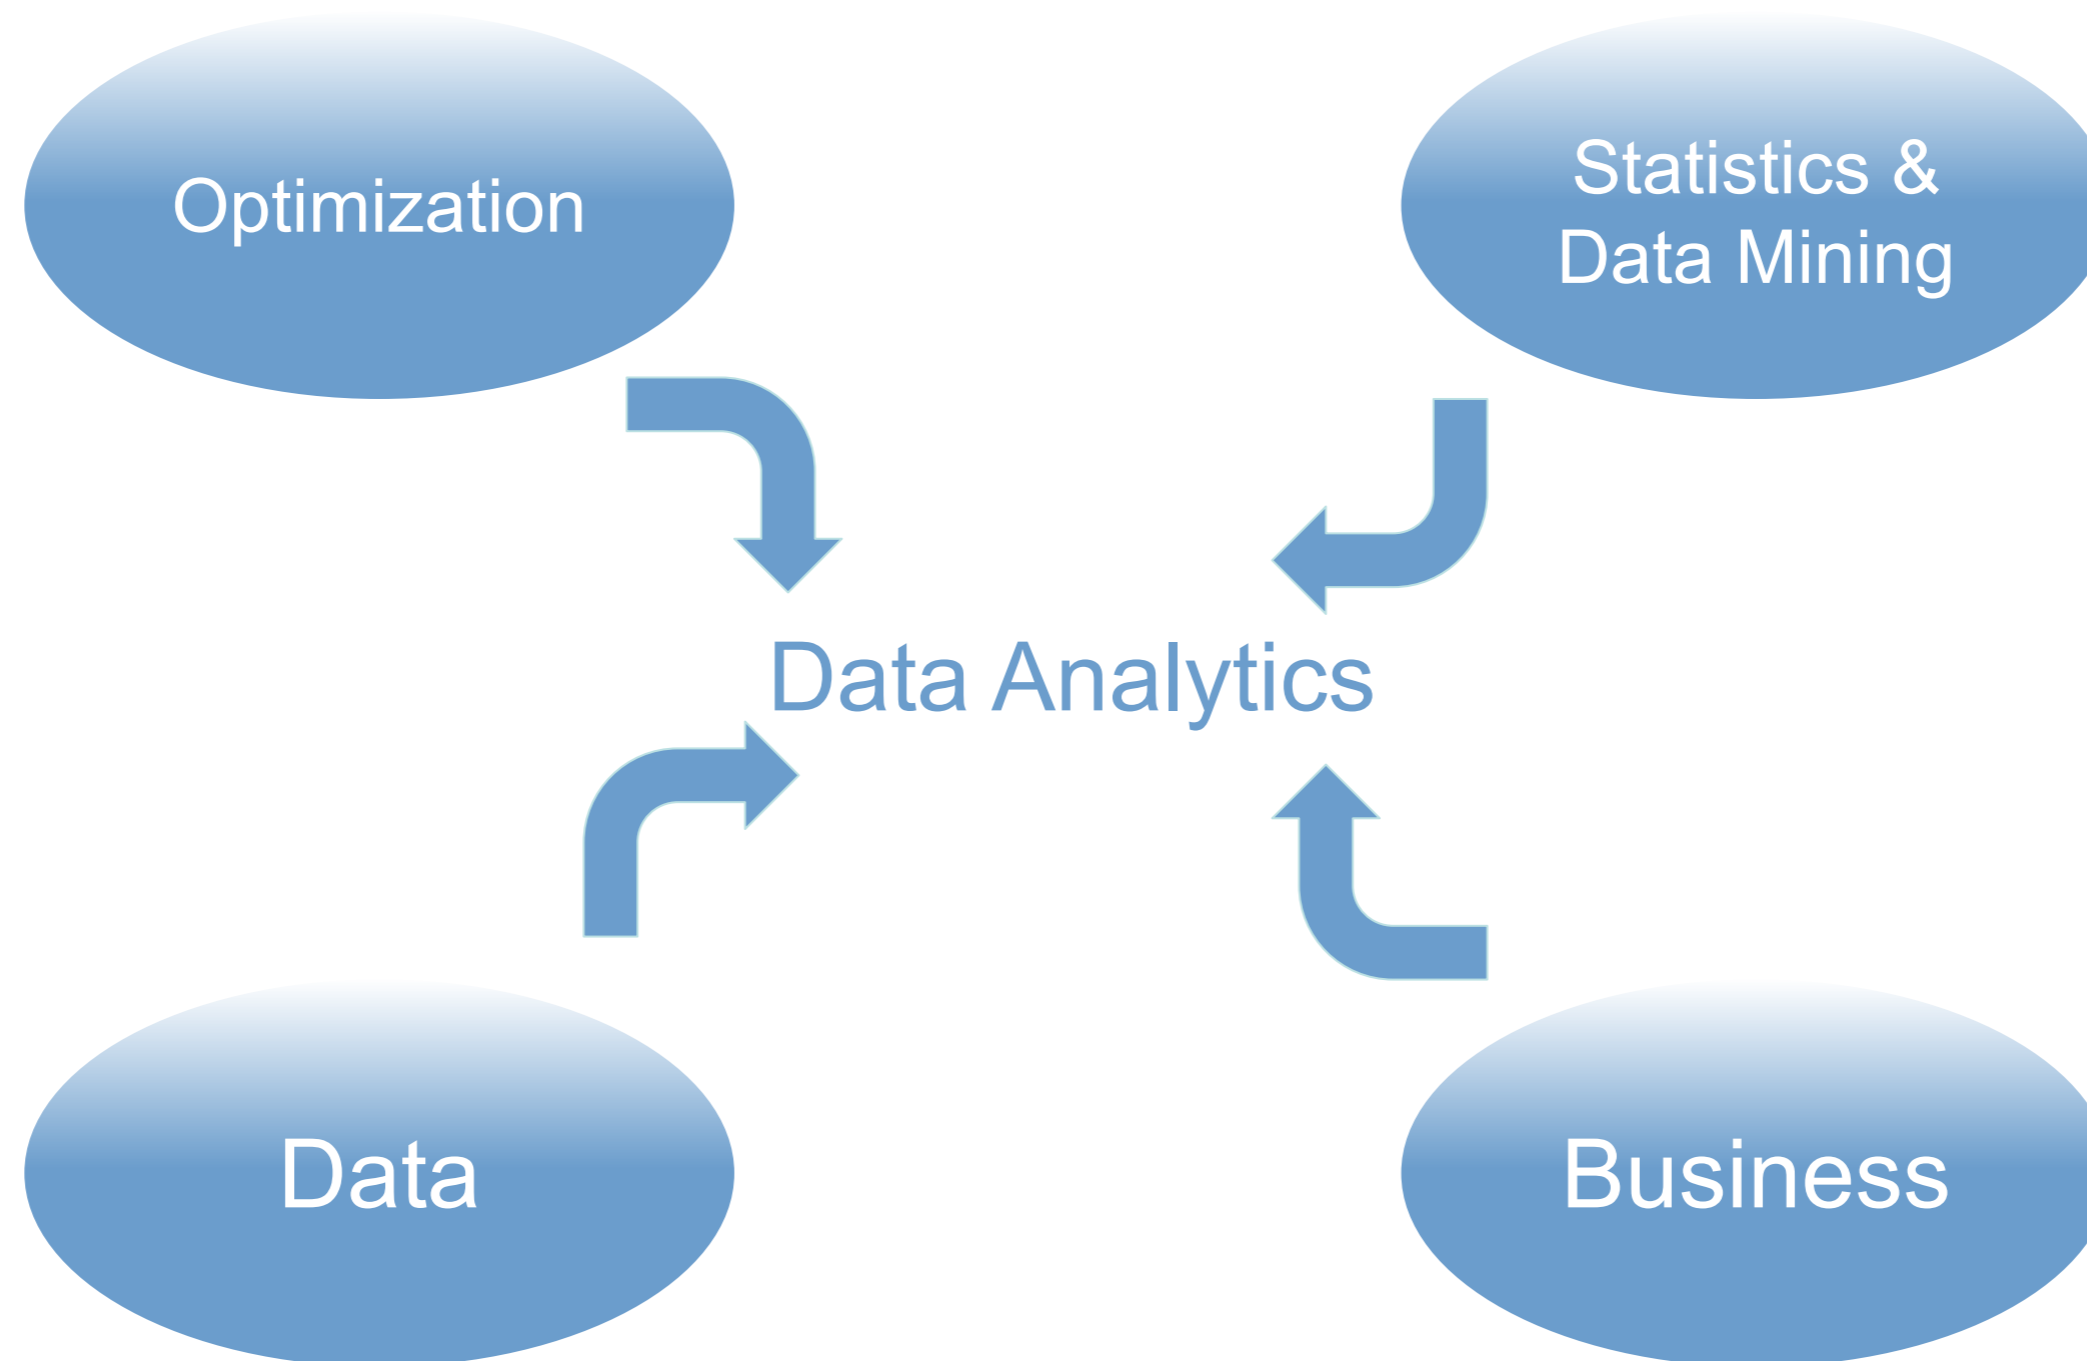 Optimization
Statistics &
Data Mining
Data Analytics
Data
Business